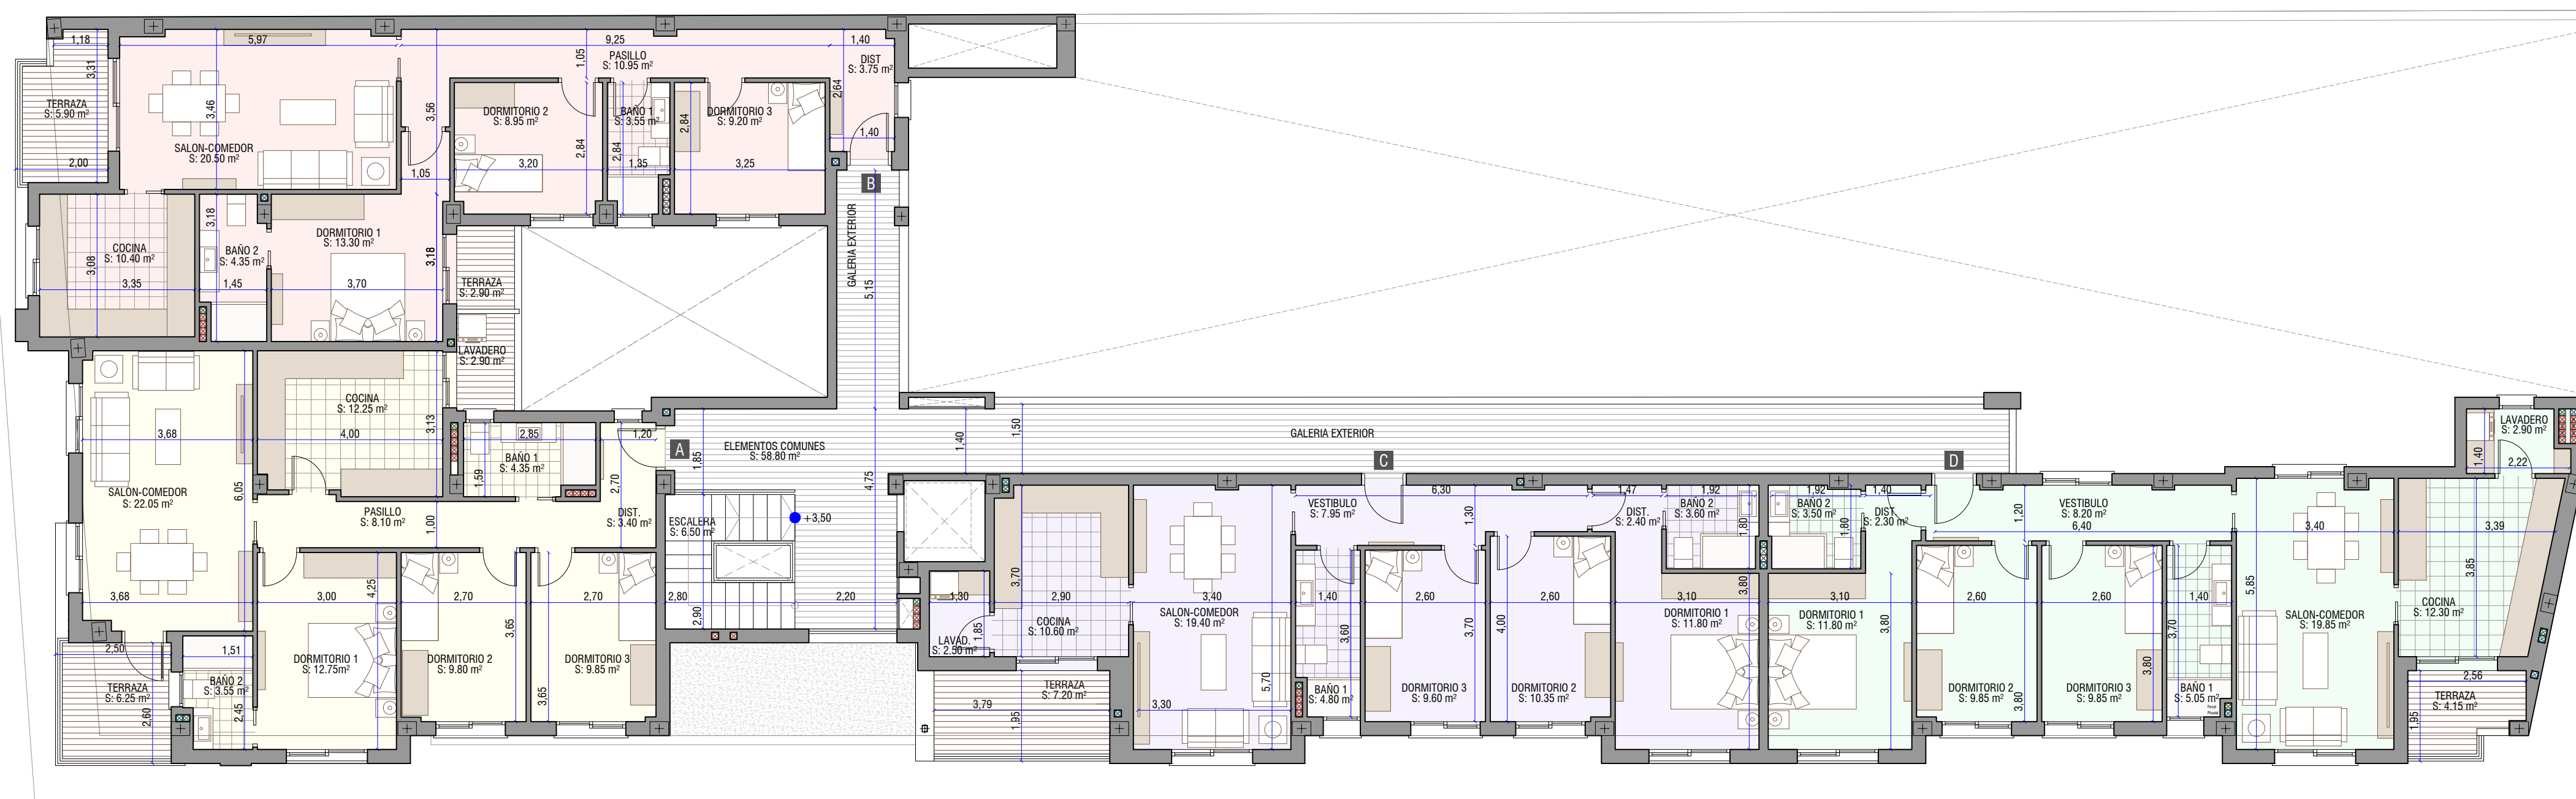 1,18
5,97
9,25
1,40
PASILLO
S: 10.95 m²
1,05
DIST
S: 3.75 m²
3,31
TERRAZA
S: 5.90 m²
3,46
3,56
2,64
DORMITORIO 2
S: 8.95 m²
BAÑO 1
S: 3.55 m²
DORMITORIO 3
S: 9.20 m²
2,84
1,40
SALON-COMEDOR
S: 20.50 m²
2,00
2,84
2,84
3,20
1,35
3,25
1,05
B
3,18
DORMITORIO 1
S: 13.30 m²
GALERIA EXTERIOR
COCINA
S: 10.40 m²
BAÑO 2
S: 4.35 m²
3,08
3,18
3,35
1,45
3,70
TERRAZA
S: 2.90 m²
5,15
LAVADERO
S: 2.90 m²
COCINA
S: 12.25 m²
3,13
3,68
4,00
2,85
1,20
A
ELEMENTOS COMUNES
S: 58.80 m²
1,85
1,40
1,50
GALERIA EXTERIOR
C
D
LAVADERO
S: 2.90 m²
1,40
2,22
BAÑO 1
S: 4.35 m²
1,59
2,70
4,75
SALON-COMEDOR
S: 22.05 m²
6,05
PASILLO
S: 8.10 m²
1,00
DIST.
S: 3.40 m²
ESCALERA
S: 6.50 m²
+3,50
VESTIBULO
S: 7.95 m²
6,30
1,30
1,47
DIST.
S: 2.40 m²
1,92
BAÑO 2
S: 3.60 m²
1,80
1,92
BAÑO 2
S: 3.50 m²
1,80
1,40
DIST.
S: 2.30 m²
1,20
VESTIBULO
S: 8.20 m²
6,40
3,40
3,39
3,70
3,80
5,85
3,85
3,68
3,00
4,25
2,70
2,70
2,80
2,90
2,20
1,30
2,90
3,40
1,40
2,60
2,60
3,10
3,10
2,60
2,60
1,40
COCINA
S: 10.60 m²
SALON-COMEDOR
S: 19.40 m²
DORMITORIO 1
S: 11.80 m²
DORMITORIO 1
S: 11.80 m²
SALON-COMEDOR
S: 19.85 m²
COCINA
S: 12.30 m²
3,65
LAVAD.
S: 2.50 m²
1,85
3,60
3,70
4,00
3,80
3,70
2,50
1,51
DORMITORIO 1
S: 12.75m²
DORMITORIO 2
S: 9.80 m²
DORMITORIO 3
S: 9.85 m²
3,65
TERRAZA
S: 6.25 m²
BAÑO 2
S: 3.55 m²
2,45
2,60
TERRAZA
S: 7.20 m²
3,79
1,95
3,30
5,70
BAÑO 1
S: 4.80 m²
DORMITORIO 3
S: 9.60 m²
DORMITORIO 2
S: 10.35 m²
DORMITORIO 2
S: 9.85 m²
3,80
DORMITORIO 3
S: 9.85 m²
3,80
BAÑO 1
S: 5.05 m²
2,56
TERRAZA
S: 4.15 m²
1,95